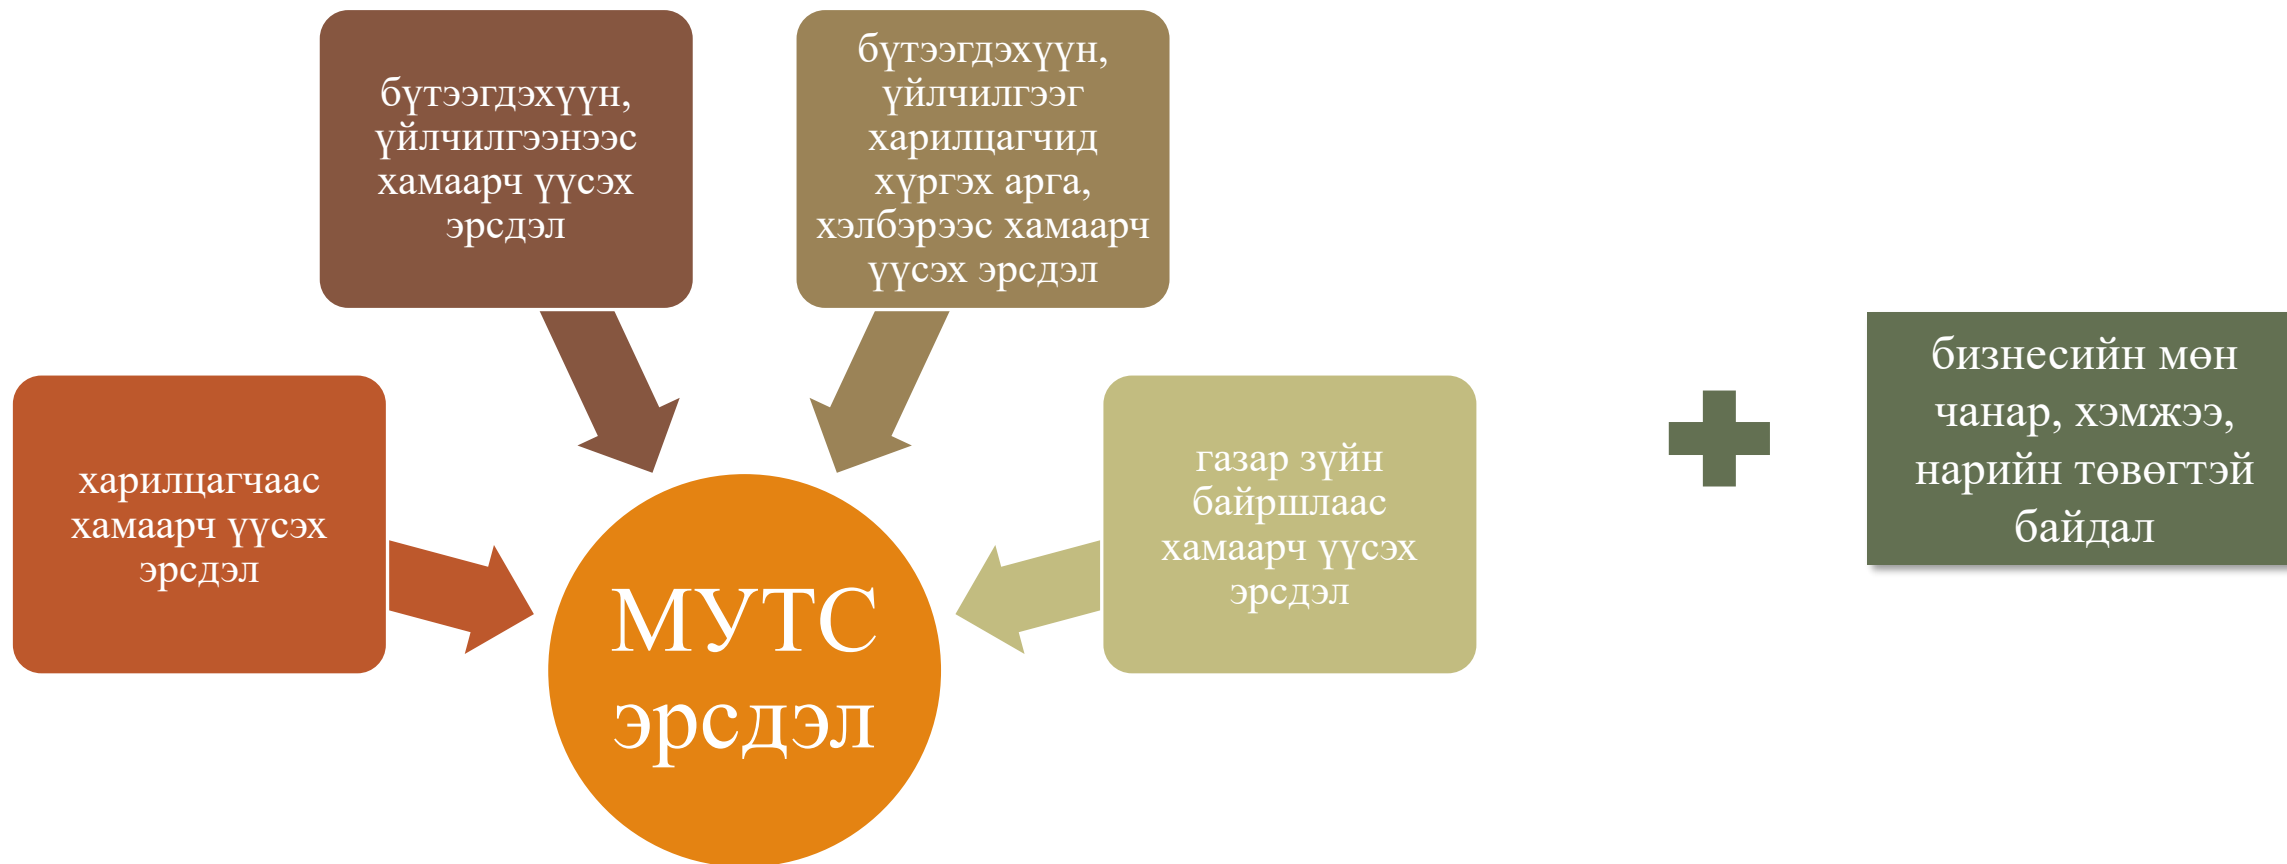 бүтээгдэхүүн,
үйлчилгээнээс
хамаарч үүсэх
эрсдэл
бүтээгдэхүүн,
үйлчилгээг
харилцагчид
хүргэх арга,
хэлбэрээс хамаарч
үүсэх эрсдэл
харилцагчаас
хамаарч үүсэх
эрсдэл
газар зүйн
байршлаас
хамаарч үүсэх
эрсдэл
МУТС
эрсдэл
бизнесийн мөн
чанар, хэмжээ,
нарийн төвөгтэй
байдал